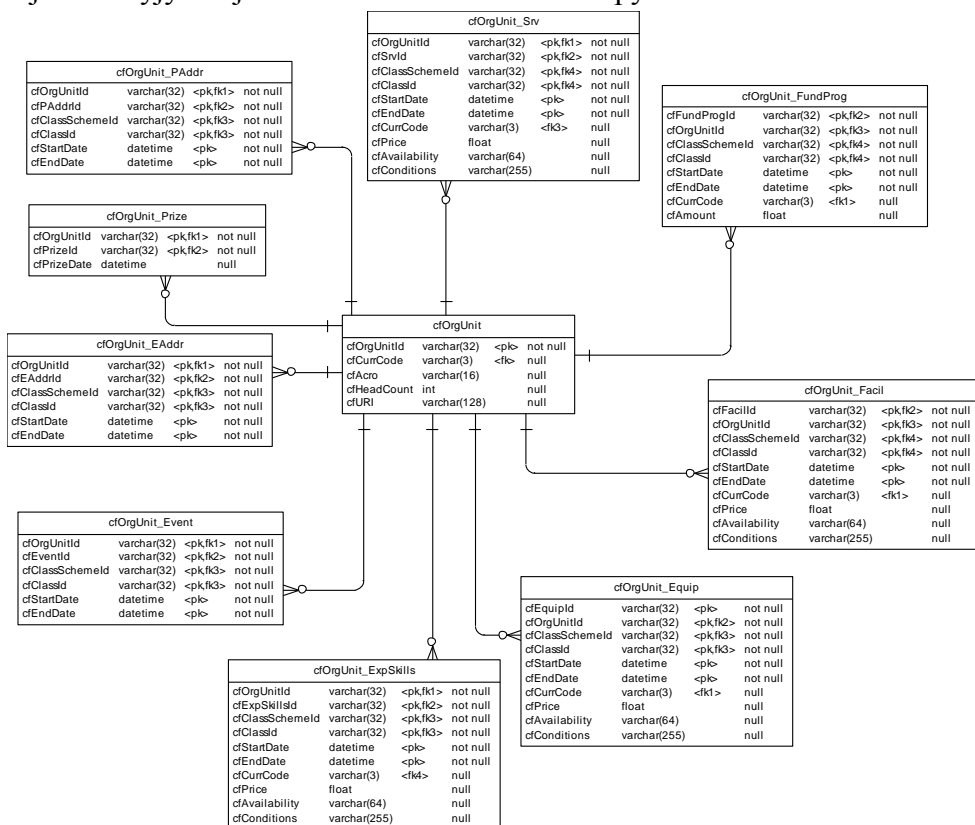 cfOrgUnit_Srv
cfOrgUnitId varchar(32) <pk,fk1> not null
cfSrvId varchar(32) <pk,fk2> not null
cfClassSchemeId varchar(32) <pk,fk4> not null
cfClassId varchar(32) <pk,fk4> not null
cfStartDate datetime <pk> not null
cfEndDate datetime <pk> not null
cfCurrCode varchar(3) <fk3> null
cfPrice float null
cfAvailability varchar(64) null
cfConditions varchar(255) null
cfOrgUnit_PAddr
cfOrgUnitId varchar(32) <pk,fk1> not null
cfPAddrId varchar(32) <pk,fk2> not null
cfClassSchemeId varchar(32) <pk,fk3> not null
cfClassId varchar(32) <pk,fk3> not null
cfStartDate datetime <pk> not null
cfEndDate datetime <pk> not null
cfOrgUnit_FundProg
cfFundProgId varchar(32) <pk,fk2> not null
cfOrgUnitId varchar(32) <pk,fk3> not null
cfClassSchemeId varchar(32) <pk,fk4> not null
cfClassId varchar(32) <pk,fk4> not null
cfStartDate datetime <pk> not null
cfEndDate datetime <pk> not null
cfCurrCode varchar(3) <fk1> null
cfAmount float null
cfOrgUnit_Prize
cfOrgUnitId varchar(32) <pk,fk1> not null
cfPrizeId varchar(32) <pk,fk2> not null
cfPrizeDate datetime null
cfOrgUnit
cfOrgUnitId varchar(32) <pk> not null
cfCurrCode varchar(3) <fk> null
cfAcro varchar(16) null
cfHeadCount int null
cfURI varchar(128) null
cfOrgUnit_EAddr
cfOrgUnitId varchar(32) <pk,fk1> not null
cfEAddrId varchar(32) <pk,fk2> not null
cfClassSchemeId varchar(32) <pk,fk3> not null
cfClassId varchar(32) <pk,fk3> not null
cfStartDate datetime <pk> not null
cfEndDate datetime <pk> not null
cfOrgUnit_Facil
cfFacilId varchar(32) <pk,fk2> not null
cfOrgUnitId varchar(32) <pk,fk3> not null
cfClassSchemeId varchar(32) <pk,fk4> not null
cfClassId varchar(32) <pk,fk4> not null
cfStartDate datetime <pk> not null
cfEndDate datetime <pk> not null
cfCurrCode varchar(3) <fk1> null
cfPrice float null
cfAvailability varchar(64) null
cfConditions varchar(255) null
cfOrgUnit_Event
cfOrgUnitId varchar(32) <pk,fk1> not null
cfEventId varchar(32) <pk,fk2> not null
cfClassSchemeId varchar(32) <pk,fk3> not null
cfClassId varchar(32) <pk,fk3> not null
cfStartDate datetime <pk> not null
cfEndDate datetime <pk> not null
cfOrgUnit_Equip
cfEquipId varchar(32) <pk> not null
cfOrgUnitId varchar(32) <pk,fk2> not null
cfClassSchemeId varchar(32) <pk,fk3> not null
cfClassId varchar(32) <pk,fk3> not null
cfStartDate datetime <pk> not null
cfEndDate datetime <pk> not null
cfCurrCode varchar(3) <fk1> null
cfPrice float null
cfAvailability varchar(64) null
cfConditions varchar(255) null
cfOrgUnit_ExpSkills
cfOrgUnitId varchar(32) <pk,fk1> not null
cfExpSkillsId varchar(32) <pk,fk2> not null
cfClassSchemeId varchar(32) <pk,fk3> not null
cfClassId varchar(32) <pk,fk3> not null
cfStartDate datetime <pk> not null
cfEndDate datetime <pk> not null
cfCurrCode varchar(3) <fk4> null
cfPrice float null
cfAvailability varchar(64) null
cfConditions varchar(255) null